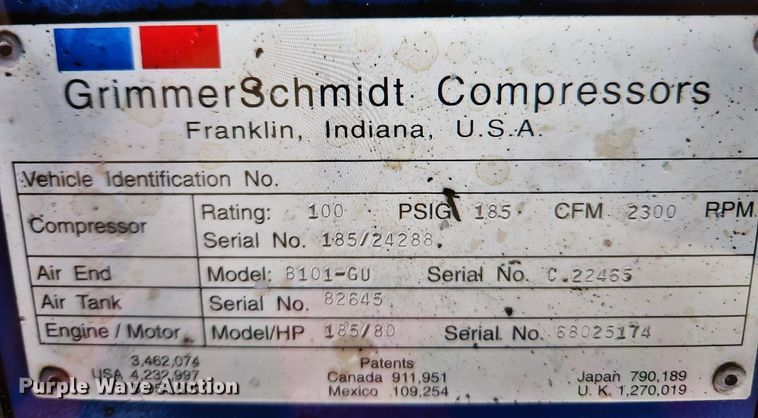 GrimmerSchmidt Compressors
Franklin, Indiana, U.S.A.
Vehicle Identification No.
Compressor Rating: 100 PSIG 185 CFM 2300 RPM
Serial No. 185/24288
Air End Model: B101-GU Serial No. C.22465
Air Tank Serial No. 82645
Engine / Motor Model/HP 185/80 Serial No. 68025174
3,462,074 Patents
USA 4,232,997 Canada 911,951 Japan 790,189
Mexico 109,254 U. K. 1,270,019
Purple Wave Auction